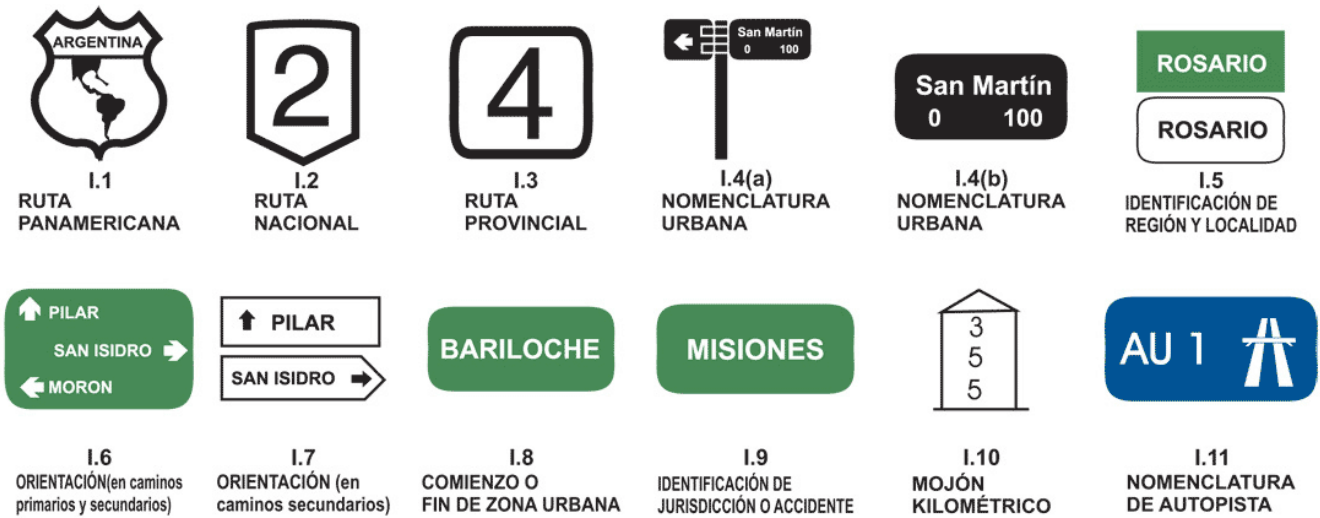 ARGENTINA
I.1
RUTA
PANAMERICANA
2
I.2
RUTA
NACIONAL
4
I.3
RUTA
PROVINCIAL
San Martín
0 100
I.4(a)
NOMENCLATURA
URBANA
San Martín
0 100
I.4(b)
NOMENCLATURA
URBANA
ROSARIO
ROSARIO
I.5
IDENTIFICACIÓN DE
REGIÓN Y LOCALIDAD
PILAR
SAN ISIDRO
MORON
I.6
ORIENTACIÓN(en caminos
primarios y secundarios)
PILAR
SAN ISIDRO
I.7
ORIENTACIÓN (en
caminos secundarios)
BARILOCHE
I.8
COMIENZO O
FIN DE ZONA URBANA
MISIONES
I.9
IDENTIFICACIÓN DE
JURISDICCIÓN O ACCIDENTE
3
5
5
I.10
MOJÓN
KILOMÉTRICO
AU 1
I.11
NOMENCLATURA
DE AUTOPISTA